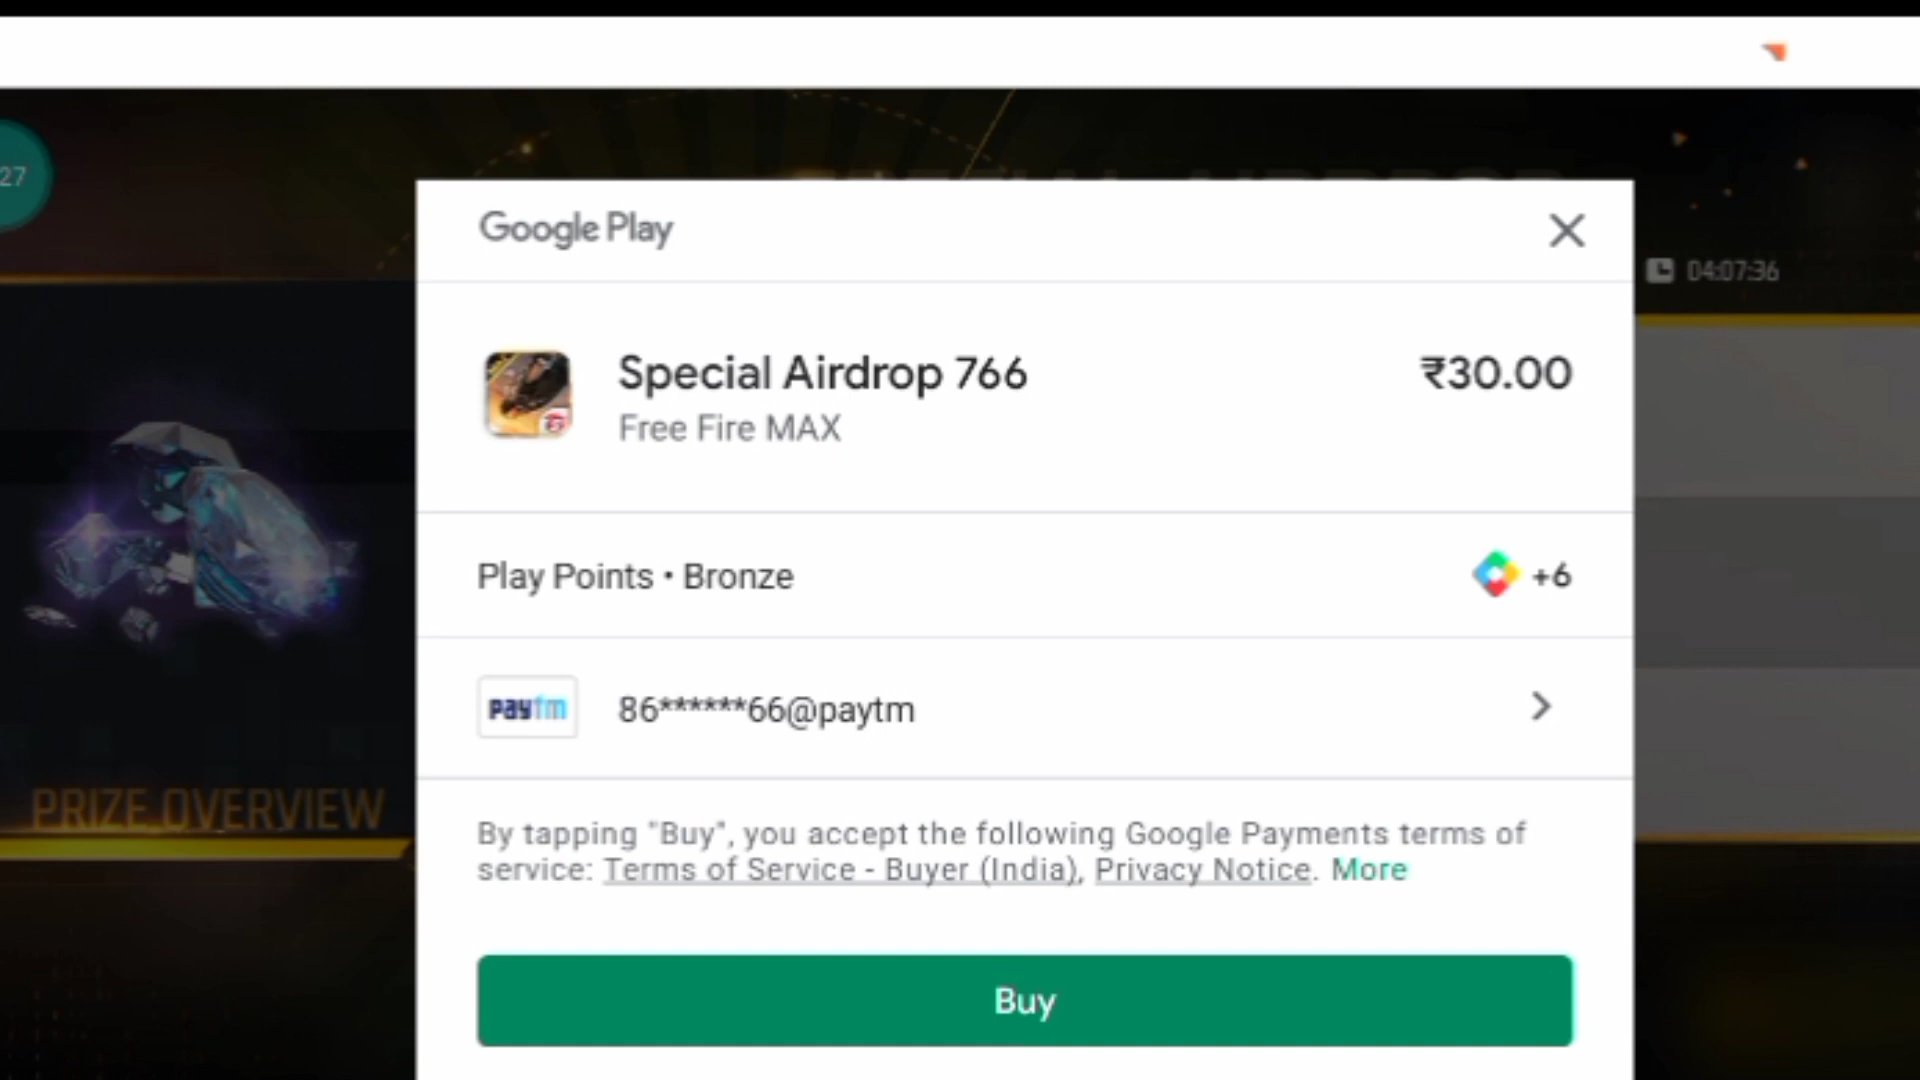 27
Google Play
04:07:36
Special Airdrop 766
₹30.00
Free Fire MAX
Play Points • Bronze
+6
paytm
86******66@paytm
PRIZE OVERVIEW
By tapping "Buy", you accept the following Google Payments terms of
service: Terms of Service - Buyer (India), Privacy Notice. More
Buy